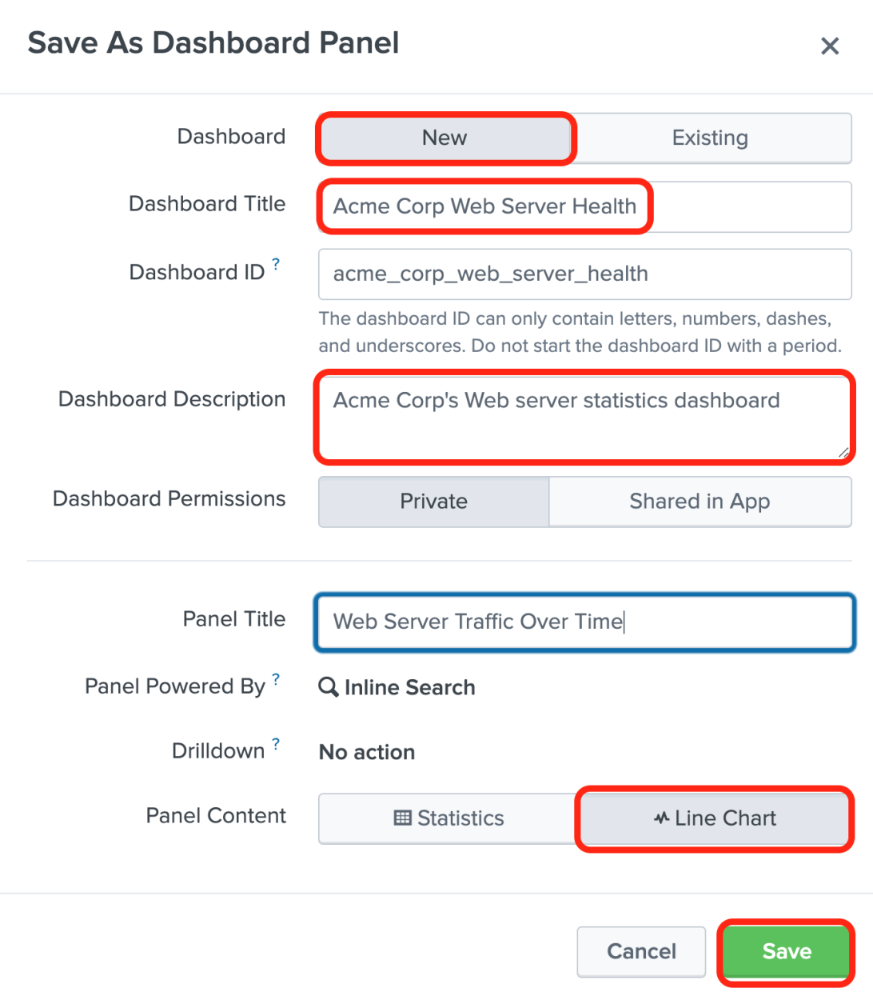 Save As Dashboard Panel
Dashboard
New
Existing
Dashboard Title
Acme Corp Web Server Health
Dashboard ID ?
acme_corp_web_server_health
The dashboard ID can only contain letters, numbers, dashes,
and underscores. Do not start the dashboard ID with a period.
Dashboard Description
Acme Corp's Web server statistics dashboard
Dashboard Permissions
Private
Shared in App
Panel Title
Web Server Traffic Over Time
Panel Powered By ?
Inline Search
Drilldown ?
No action
Panel Content
Statistics
Line Chart
Cancel
Save